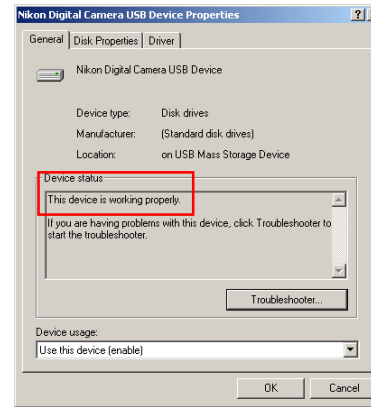 Nikon Digital Camera USB Device Properties
General Disk Properties Driver
Nikon Digital Camera USB Device
Device type: Disk drives
Manufacturer: (Standard disk drives)
Location: on USB Mass Storage Device
Device status
This device is working properly.
If you are having problems with this device, click Troubleshooter to
start the troubleshooter.
Troubleshooter...
Device usage:
Use this device (enable)
OK Cancel